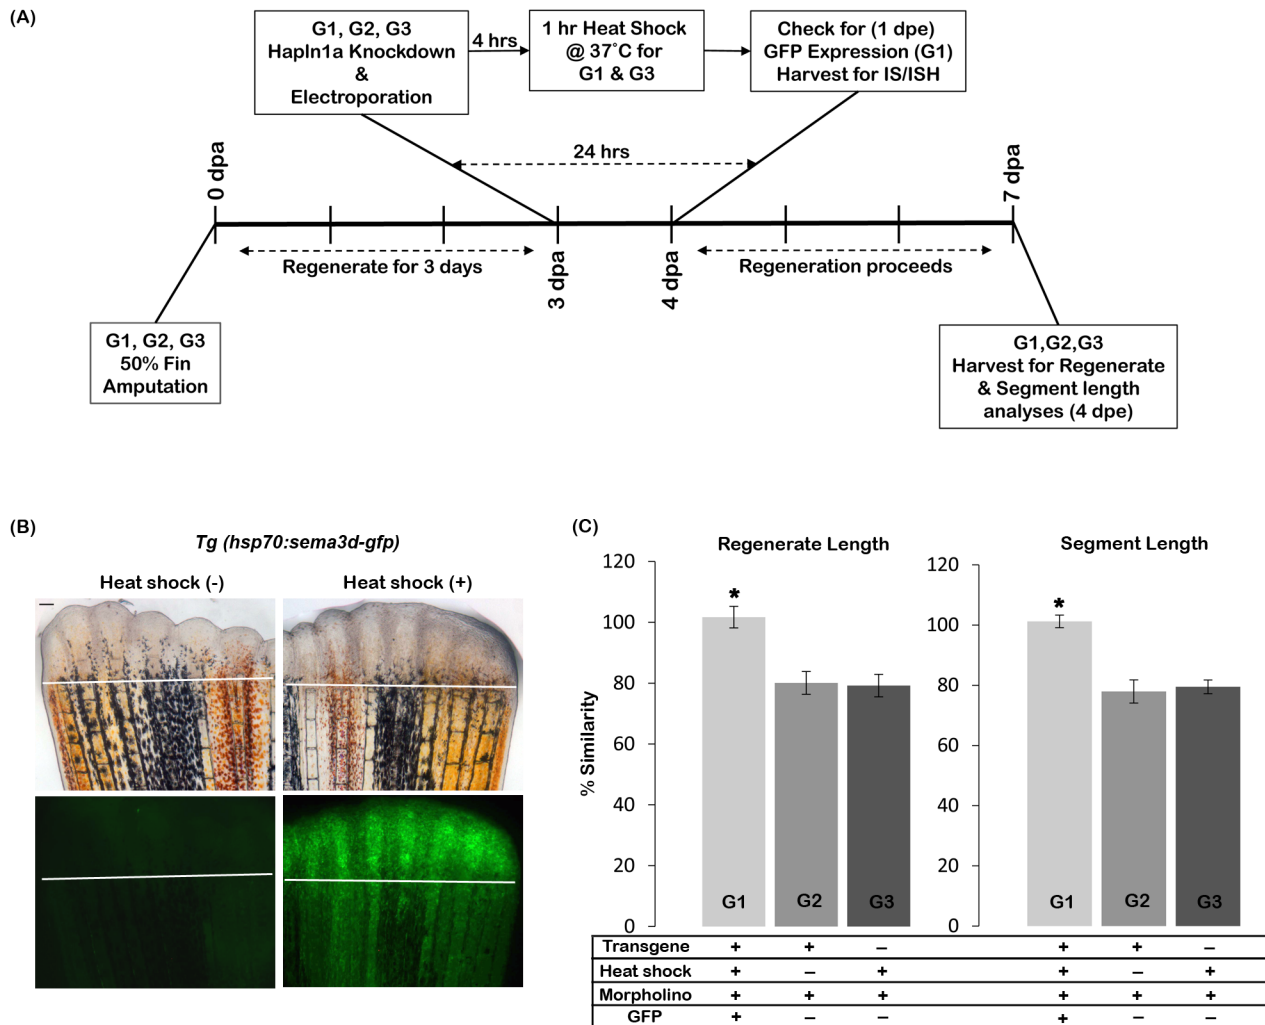 (A)
G1, G2, G3
Hapln1a Knockdown
&
Electroporation
4 hrs
1 hr Heat Shock
@ 37˚C for
G1 & G3
Check for (1 dpe)
GFP Expression (G1)
Harvest for IS/ISH
24 hrs
0 dpa
7 dpa
Regenerate for 3 days
3 dpa
4 dpa
Regeneration proceeds
G1, G2, G3
50% Fin
Amputation
G1,G2,G3
Harvest for Regenerate
& Segment length
analyses (4 dpe)
(B)
Tg (hsp70:sema3d-gfp)
Heat shock (-)
Heat shock (+)
(C)
Regenerate Length
Segment Length
% Similarity
120
100
80
60
40
20
0
*
G1
G2
G3
120
100
80
60
40
20
0
*
G1
G2
G3
Transgene + + – + + –
Heat shock + – + + – +
Morpholino + + + + + +
GFP + – – + – –